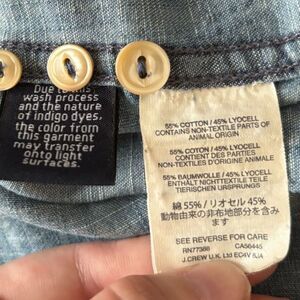 Due to this
wash process
and the nature
of indigo dyes,
the color from
this garment
may transfer
onto light
surfaces.
55% COTTON / 45% LYOCELL
CONTAINS NON-TEXTILE PARTS OF
ANIMAL ORIGIN
55% COTON / 45% LYOCELL
CONTIENT DES PARTIES
NON-TEXTILES D'ORIGINE ANIMALE
55% BAUMWOLLE / 45% LYOCELL
ENTHÄLT NICHTTEXTILE TEILE
TIERISCHEN URSPRUNGS
綿 55% / リオセル 45%
動物由来の非布地部分を含み
ます
SEE REVERSE FOR CARE
RN77388 CA56445
J.CREW U.K. Ltd EC4V 5JA